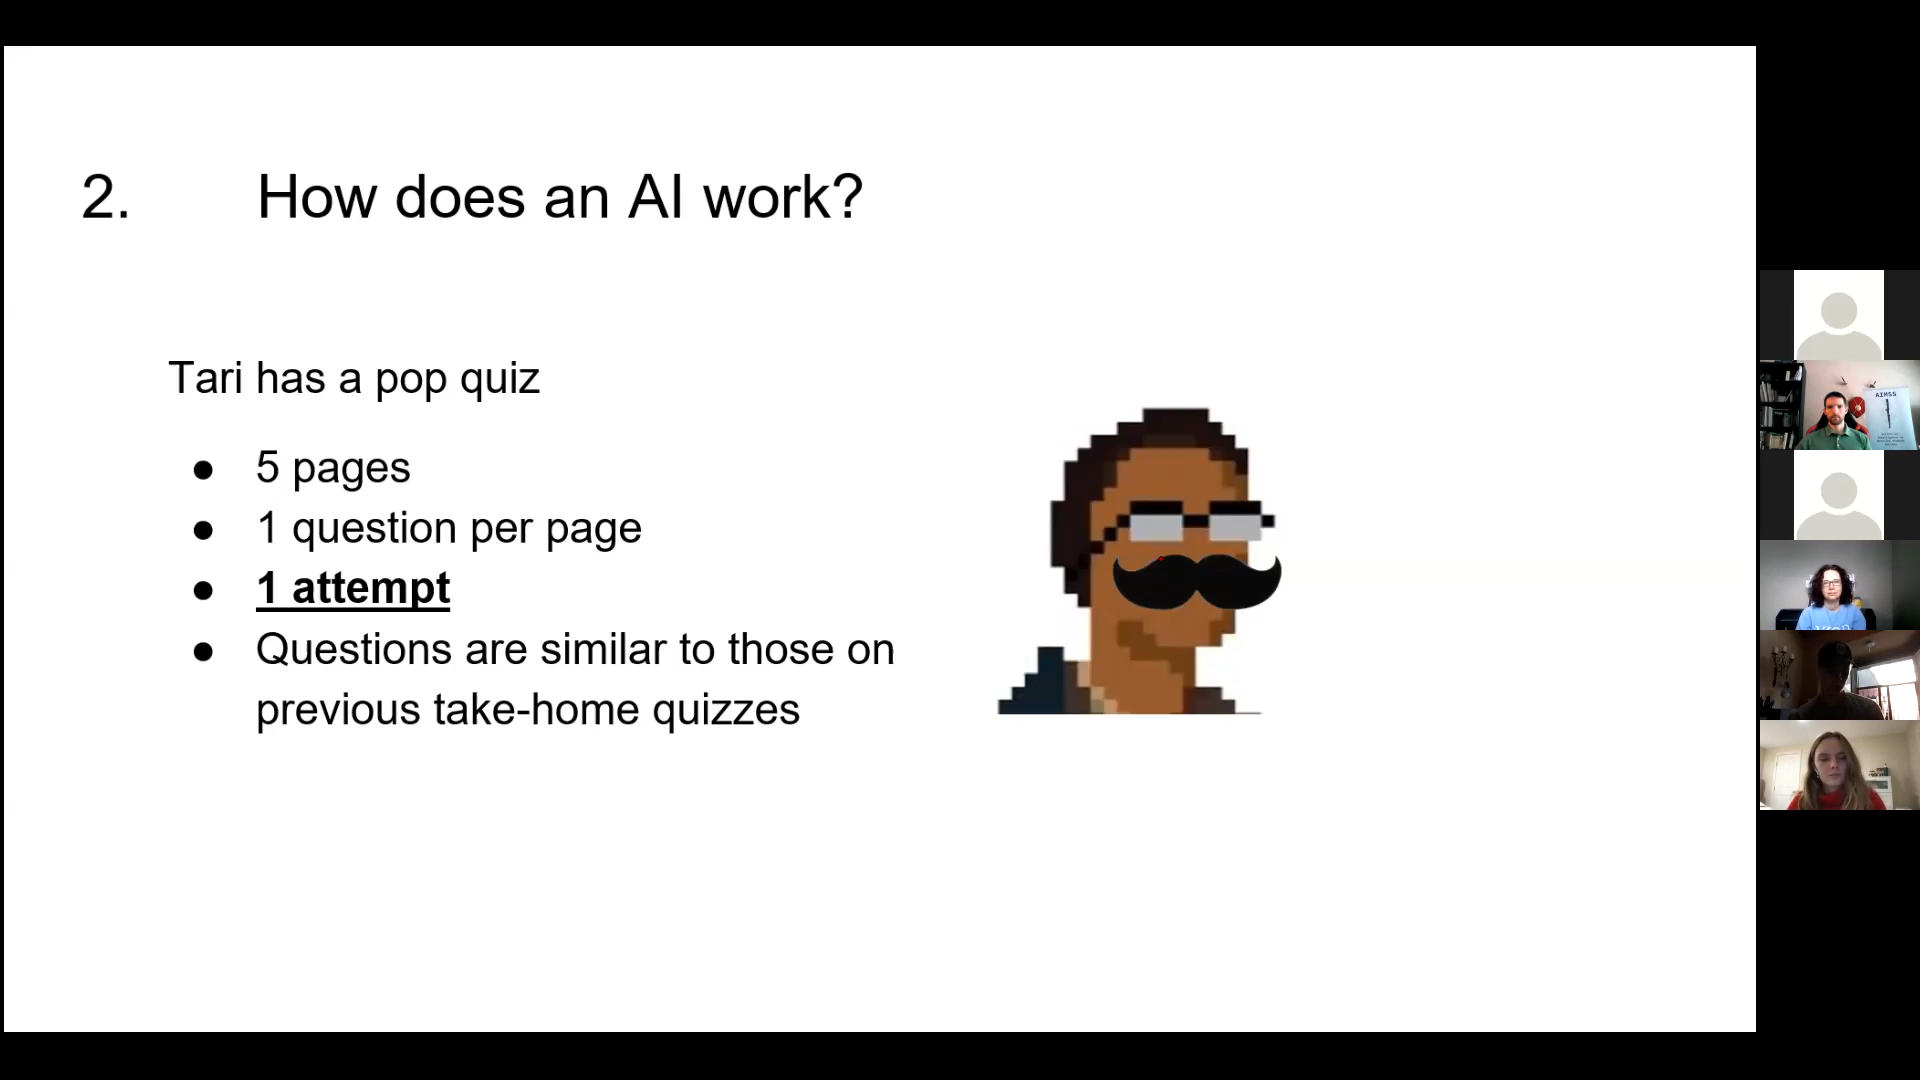 2. How does an AI work?
Tari has a pop quiz
● 5 pages
● 1 question per page
● 1 attempt
● Questions are similar to those on
previous take-home quizzes
AIMSS